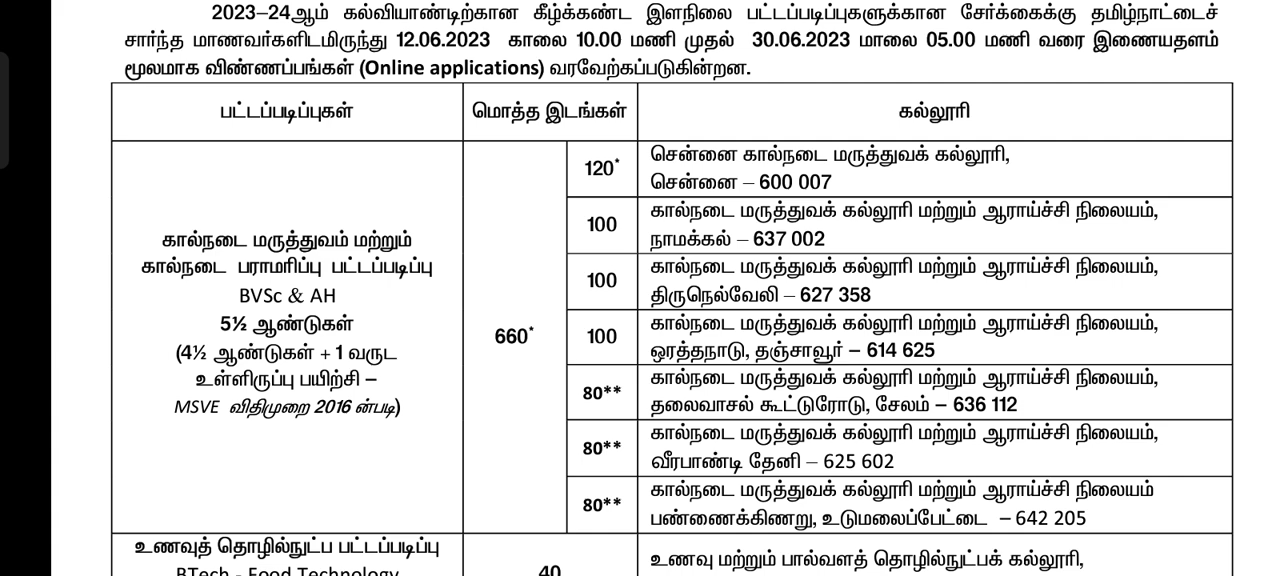 2023–24ஆம் கல்வியாண்டிற்கான கீழ்க்கண்ட இளநிலை பட்டப்படிப்புகளுக்கான சேர்க்கைக்கு தமிழ்நாட்டைச்
சார்ந்த மாணவர்களிடமிருந்து 12.06.2023 காலை 10.00 மணி முதல் 30.06.2023 மாலை 05.00 மணி வரை இணையதளம்
மூலமாக விண்ணப்பங்கள் (Online applications) வரவேற்கப்படுகின்றன.
பட்டப்படிப்புகள்
மொத்த இடங்கள்
கல்லூரி
கால்நடை மருத்துவம் மற்றும்
கால்நடை பராமரிப்பு பட்டப்படிப்பு
BVSc & AH
5½ ஆண்டுகள்
(4½ ஆண்டுகள் + 1 வருட
உள்ளிருப்பு பயிற்சி –
MSVE விதிமுறை 2016 ன்படி)
660*
120*
சென்னை கால்நடை மருத்துவக் கல்லூரி,
சென்னை – 600 007
100
கால்நடை மருத்துவக் கல்லூரி மற்றும் ஆராய்ச்சி நிலையம்,
நாமக்கல் – 637 002
100
கால்நடை மருத்துவக் கல்லூரி மற்றும் ஆராய்ச்சி நிலையம்,
திருநெல்வேலி – 627 358
100
கால்நடை மருத்துவக் கல்லூரி மற்றும் ஆராய்ச்சி நிலையம்,
ஒரத்தநாடு, தஞ்சாவூர் – 614 625
80**
கால்நடை மருத்துவக் கல்லூரி மற்றும் ஆராய்ச்சி நிலையம்,
தலைவாசல் கூட்டுரோடு, சேலம் – 636 112
80**
கால்நடை மருத்துவக் கல்லூரி மற்றும் ஆராய்ச்சி நிலையம்,
வீரபாண்டி தேனி – 625 602
80**
கால்நடை மருத்துவக் கல்லூரி மற்றும் ஆராய்ச்சி நிலையம்
பண்ணைக்கிணறு, உடுமலைப்பேட்டை – 642 205
உணவுத் தொழில்நுட்ப பட்டப்படிப்பு
BTech - Food Technology
40
உணவு மற்றும் பால்வளத் தொழில்நுட்பக் கல்லூரி,